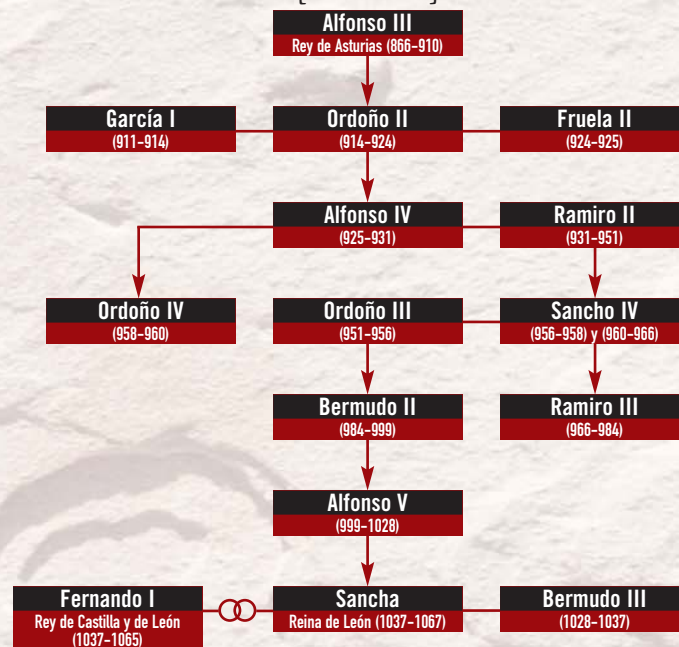 Alfonso III
Rey de Asturias (866-910)
García I
(911-914)
Ordoño II
(914-924)
Fruela II
(924-925)
Alfonso IV
(925-931)
Ramiro II
(931-951)
Ordoño IV
(958-960)
Ordoño III
(951-956)
Sancho IV
(956-958) y (960-966)
Bermudo II
(984-999)
Ramiro III
(966-984)
Alfonso V
(999-1028)
Fernando I
Rey de Castilla y de León
(1037-1065)
Sancha
Reina de León (1037-1067)
Bermudo III
(1028-1037)